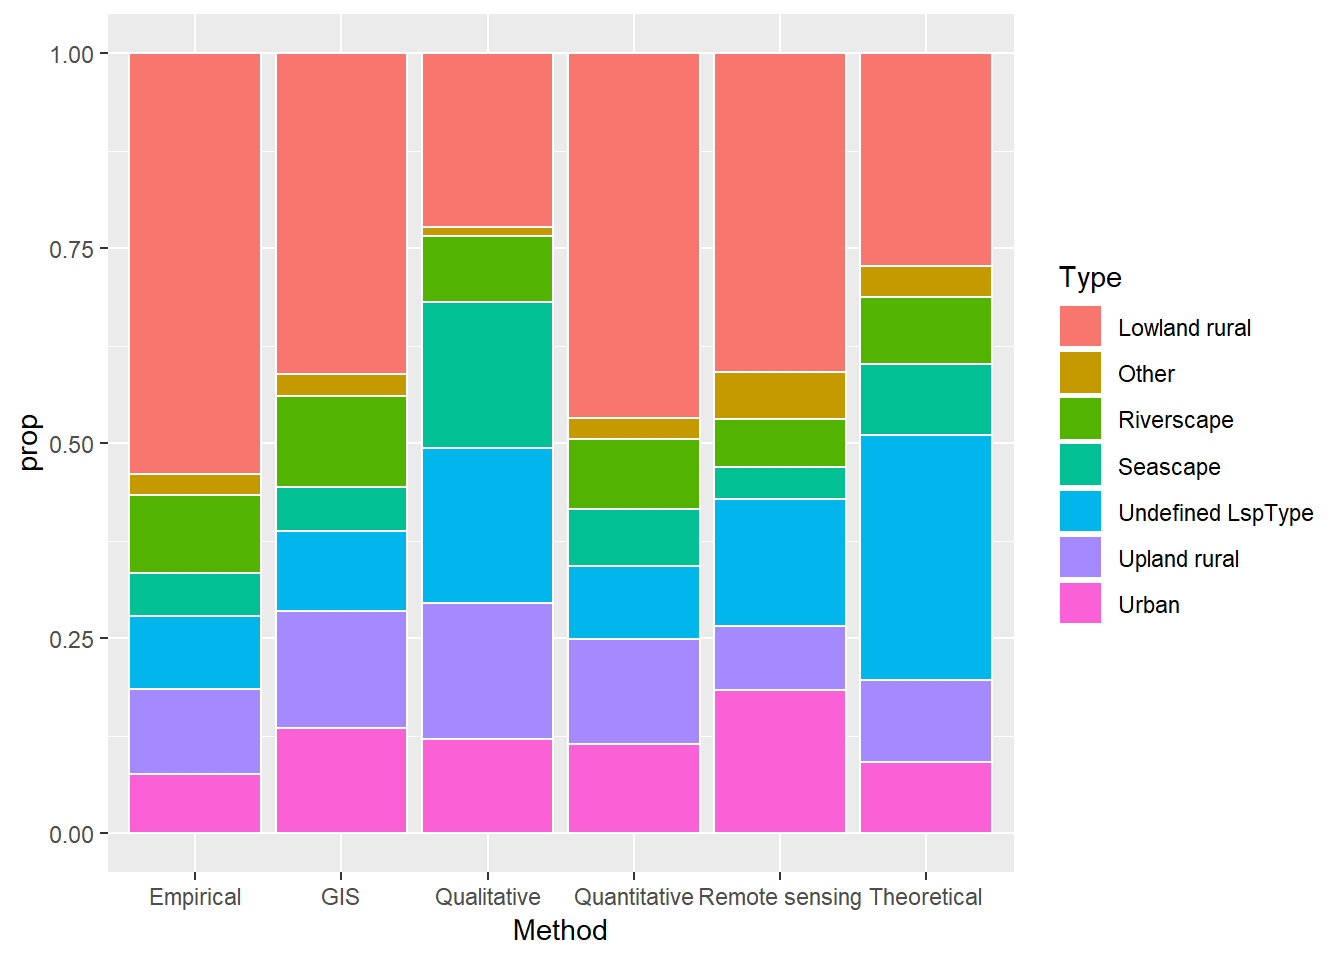 1.00
0.75
0.50
0.25
0.00
prop
Empirical
GIS
Qualitative
Quantitative
Remote sensing
Theoretical
Method
Type
Lowland rural
Other
Riverscape
Seascape
Undefined LspType
Upland rural
Urban